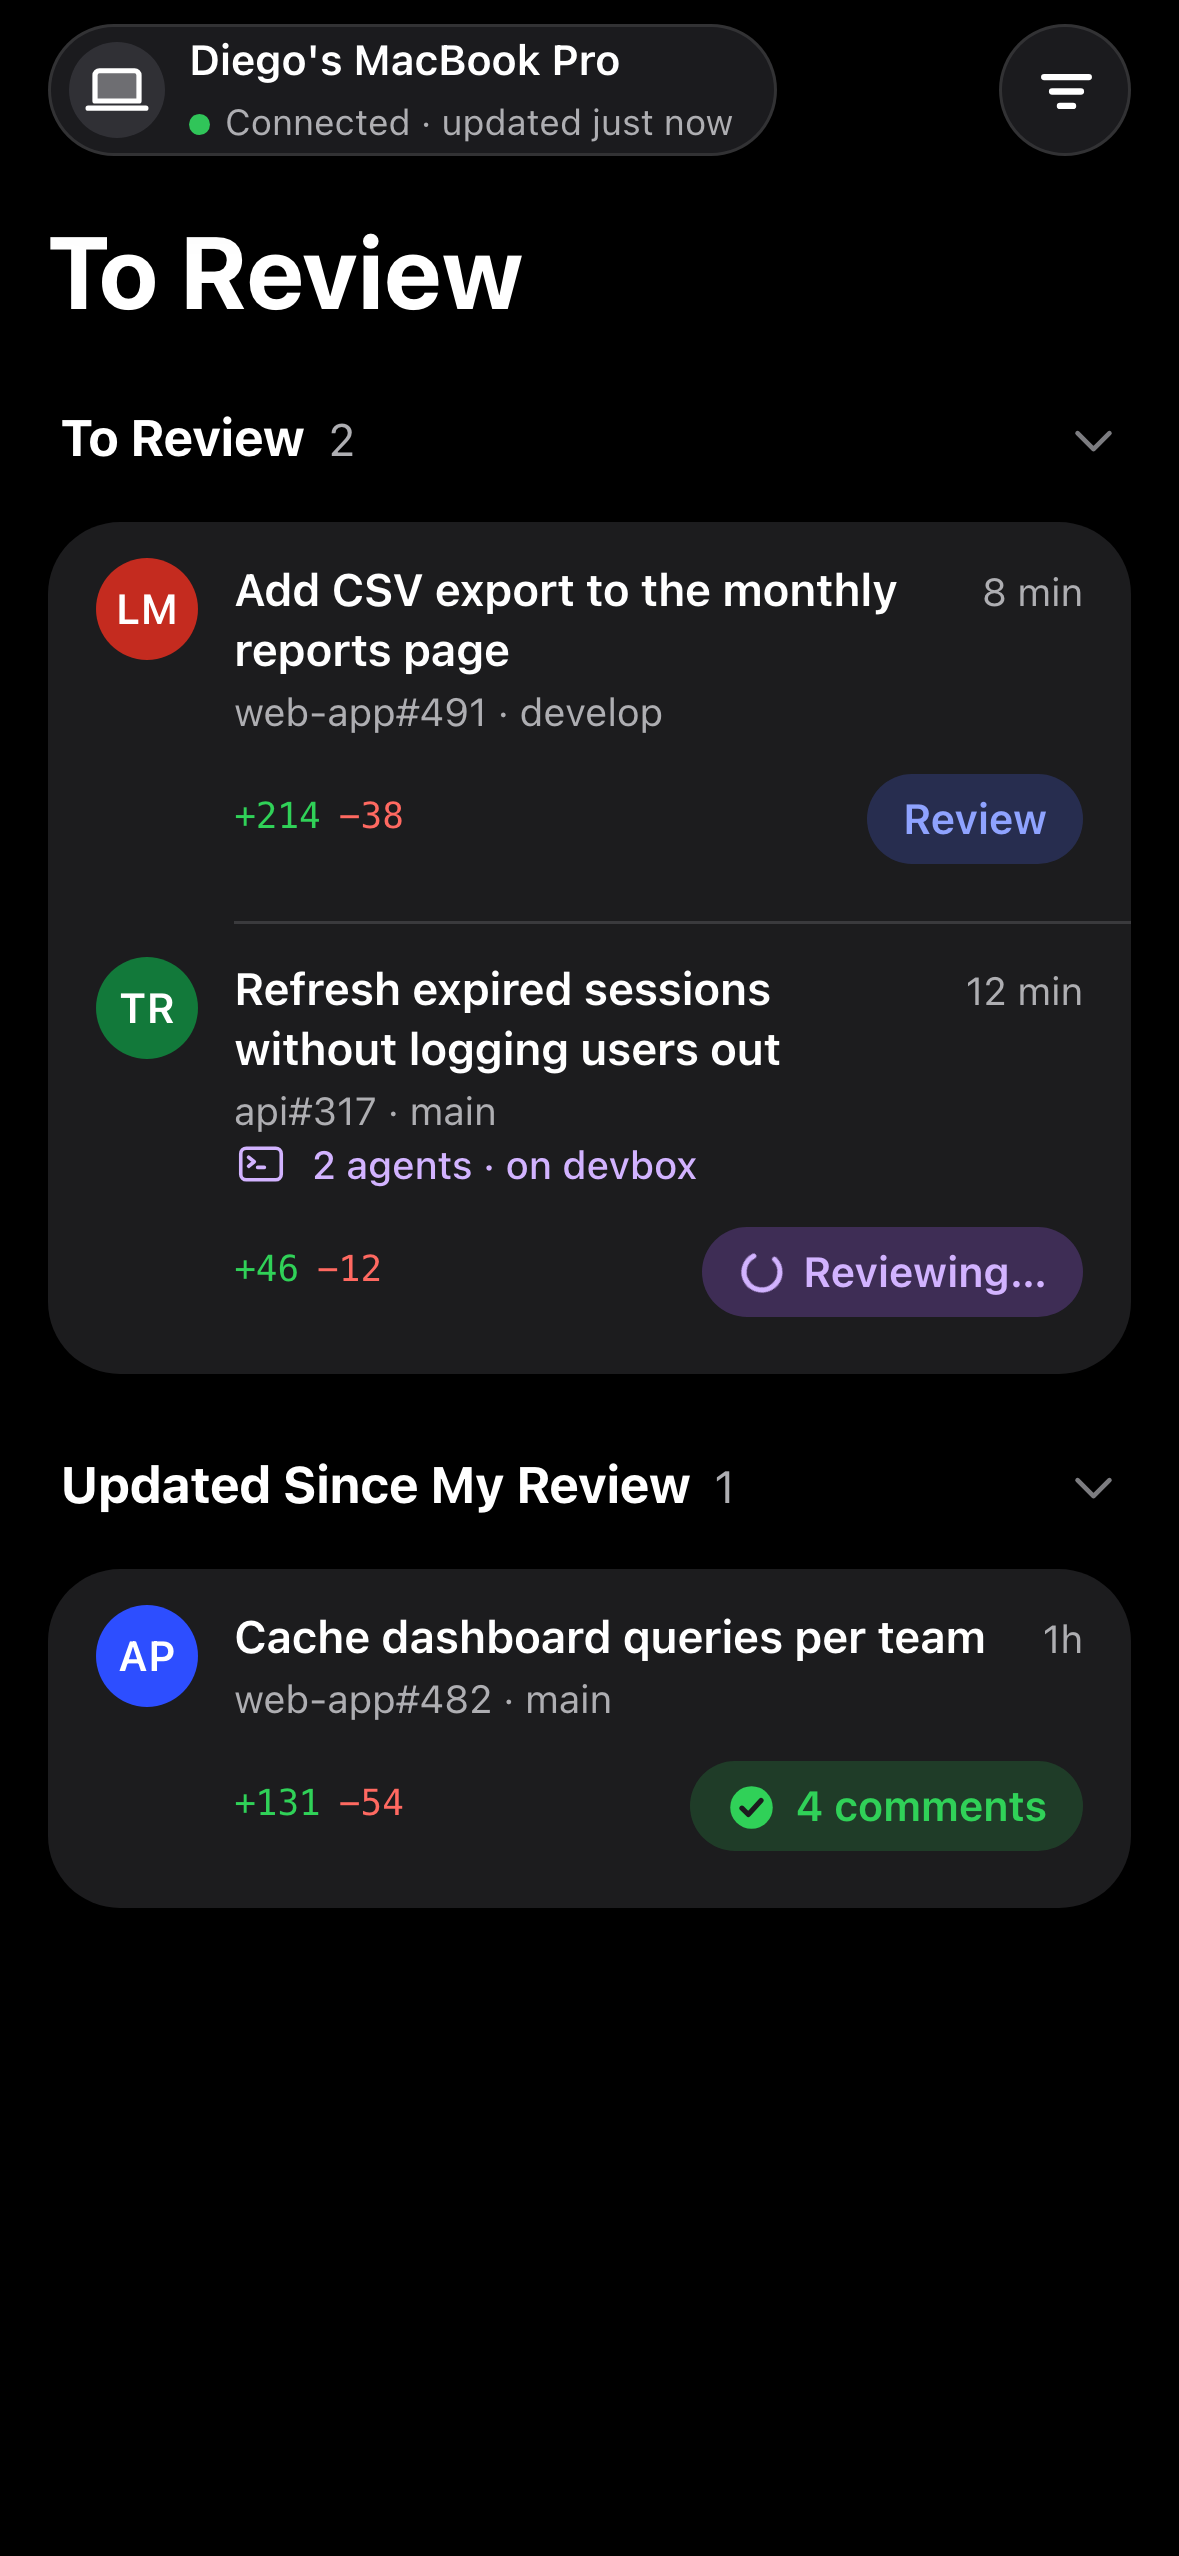 Diego's MacBook Pro
Connected · updated just now
To Review
To Review 2
LM
Add CSV export to the monthly
8 min
reports page
web-app#491 · develop
+214 −38
Review
TR
Refresh expired sessions
12 min
without logging users out
api#317 · main
2 agents · on devbox
+46 −12
Reviewing...
Updated Since My Review 1
AP
Cache dashboard queries per team
1h
web-app#482 · main
+131 −54
4 comments